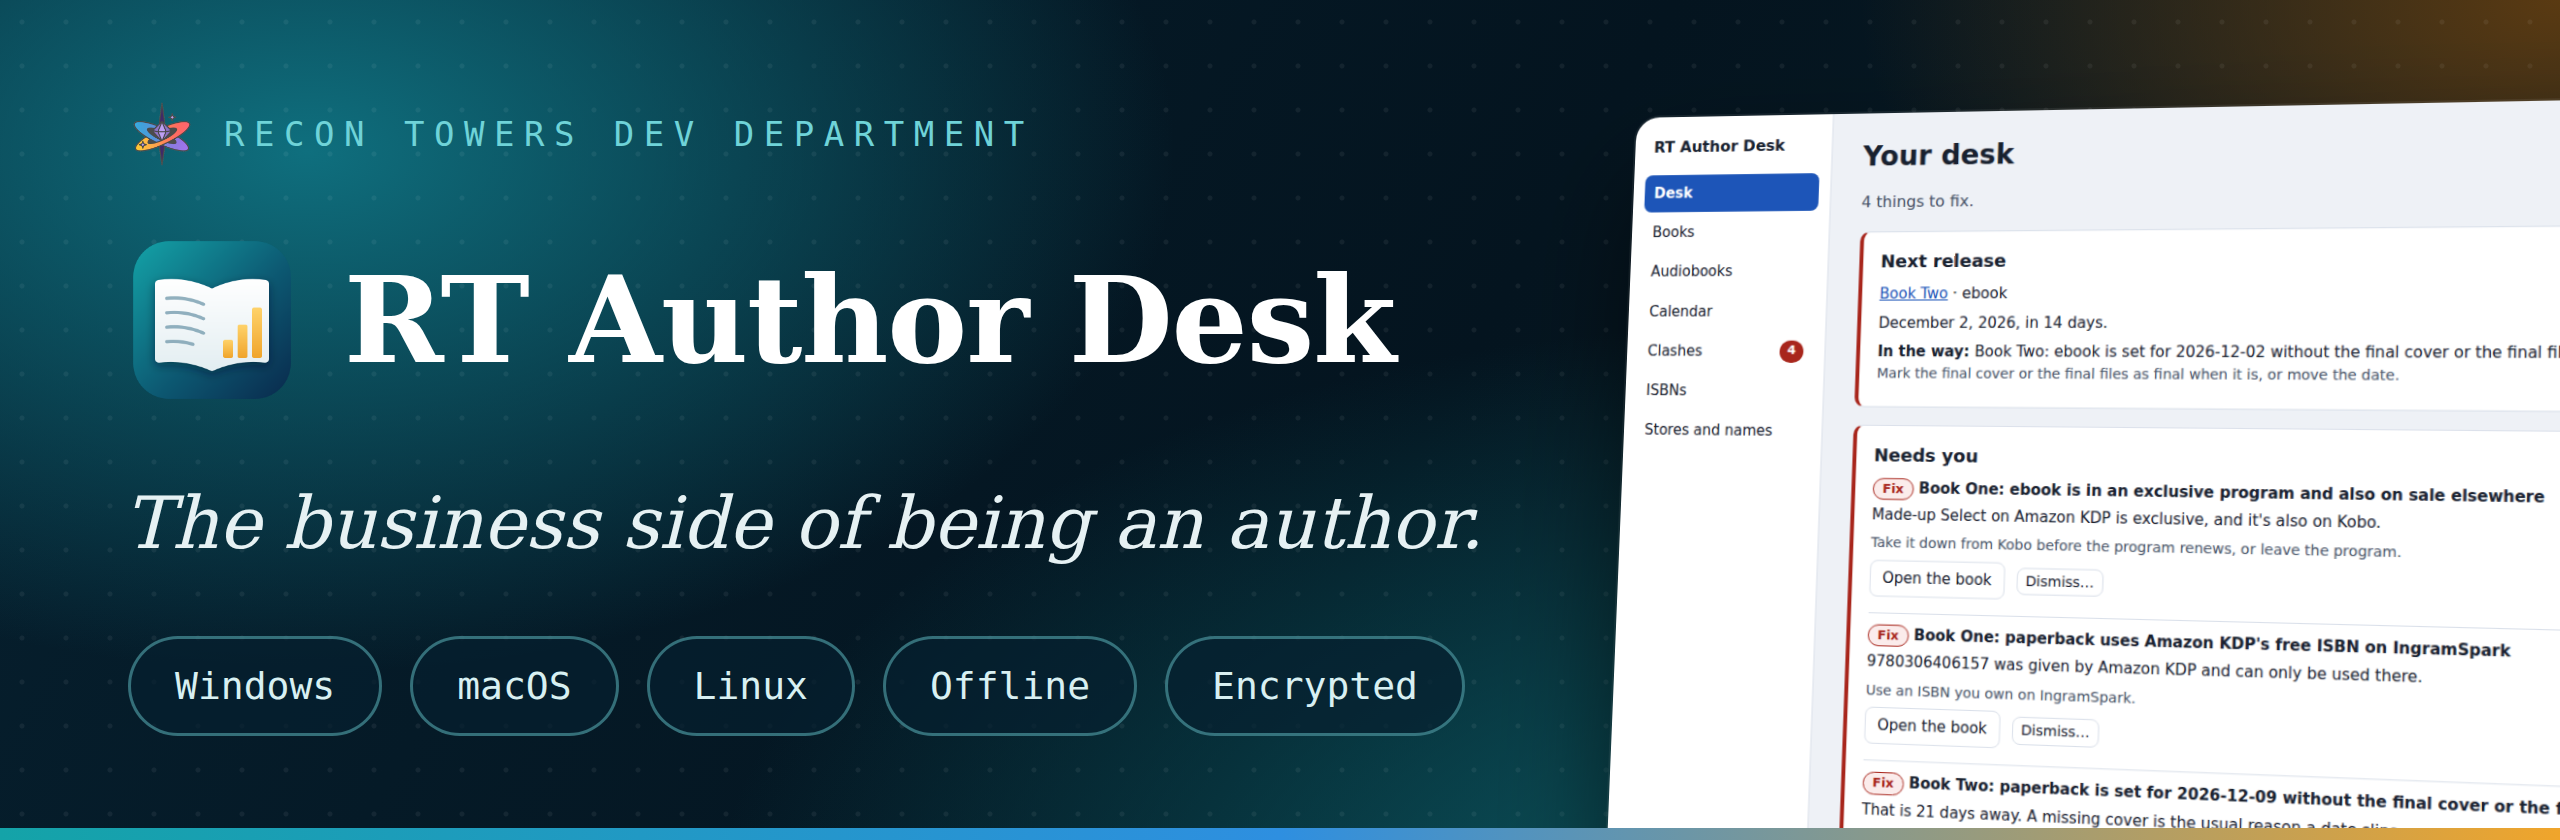 RECON TOWERS DEV DEPARTMENT
RT Author Desk
The business side of being an author.
Windows
macOS
Linux
Offline
Encrypted
RT Author Desk
Desk
Books
Audiobooks
Calendar
Clashes 4
ISBNs
Stores and names
Your desk
4 things to fix.
Next release
Book Two · ebook
December 2, 2026, in 14 days.
In the way: Book Two: ebook is set for 2026-12-02 without the final cover or the final
Mark the final cover or the final files as final when it is, or move the date.
Needs you
Fix Book One: ebook is in an exclusive program and also on sale elsewhere
Made-up Select on Amazon KDP is exclusive, and it's also on Kobo.
Take it down from Kobo before the program renews, or leave the program.
Open the book Dismiss...
Fix Book One: paperback uses Amazon KDP's free ISBN on IngramSpark
9780306406157 was given by Amazon KDP and can only be used there.
Use an ISBN you own on IngramSpark.
Open the book Dismiss...
Fix Book Two: paperback is set for 2026-12-09 without the final cover or the
That is 21 days away. A missing cover is the usual reason a date